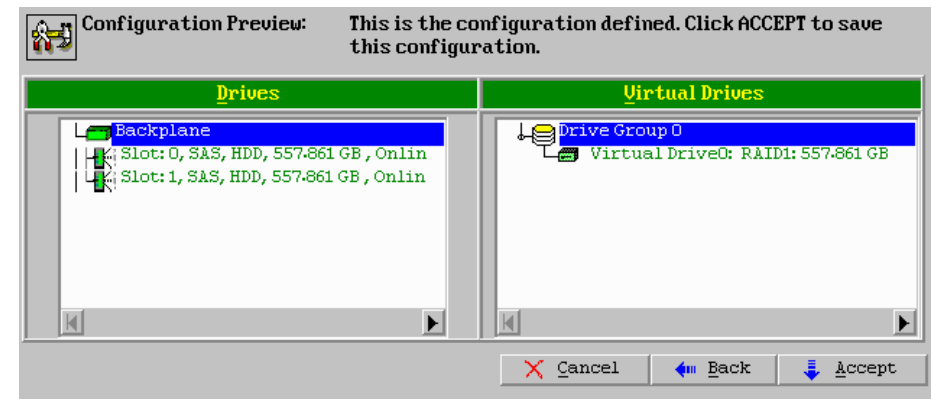 Configuration Preview: This is the configuration defined. Click ACCEPT to save
this configuration.
Drives
Virtual Drives
Backplane
Slot: 0, SAS, HDD, 557.861 GB , Onlin
Slot: 1, SAS, HDD, 557.861 GB , Onlin
Drive Group 0
Virtual Drive0: RAID1: 557.861 GB
Cancel
Back
Accept